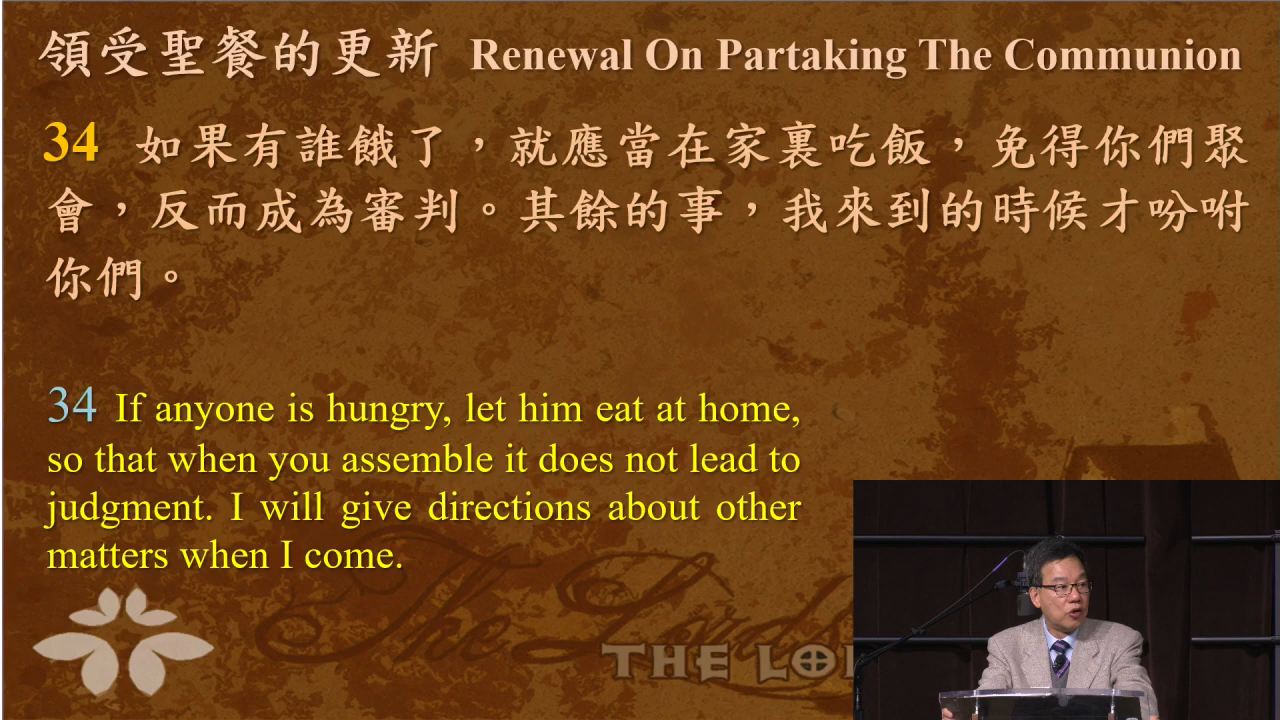 領受聖餐的更新 Renewal On Partaking The Communion
34 如果有誰餓了，就應當在家裏吃飯，免得你們聚
會，反而成為審判。其餘的事，我來到的時候才吩咐
你們。
34 If anyone is hungry, let him eat at home,
so that when you assemble it does not lead to
judgment. I will give directions about other
matters when I come.
The Lord's
THE LO